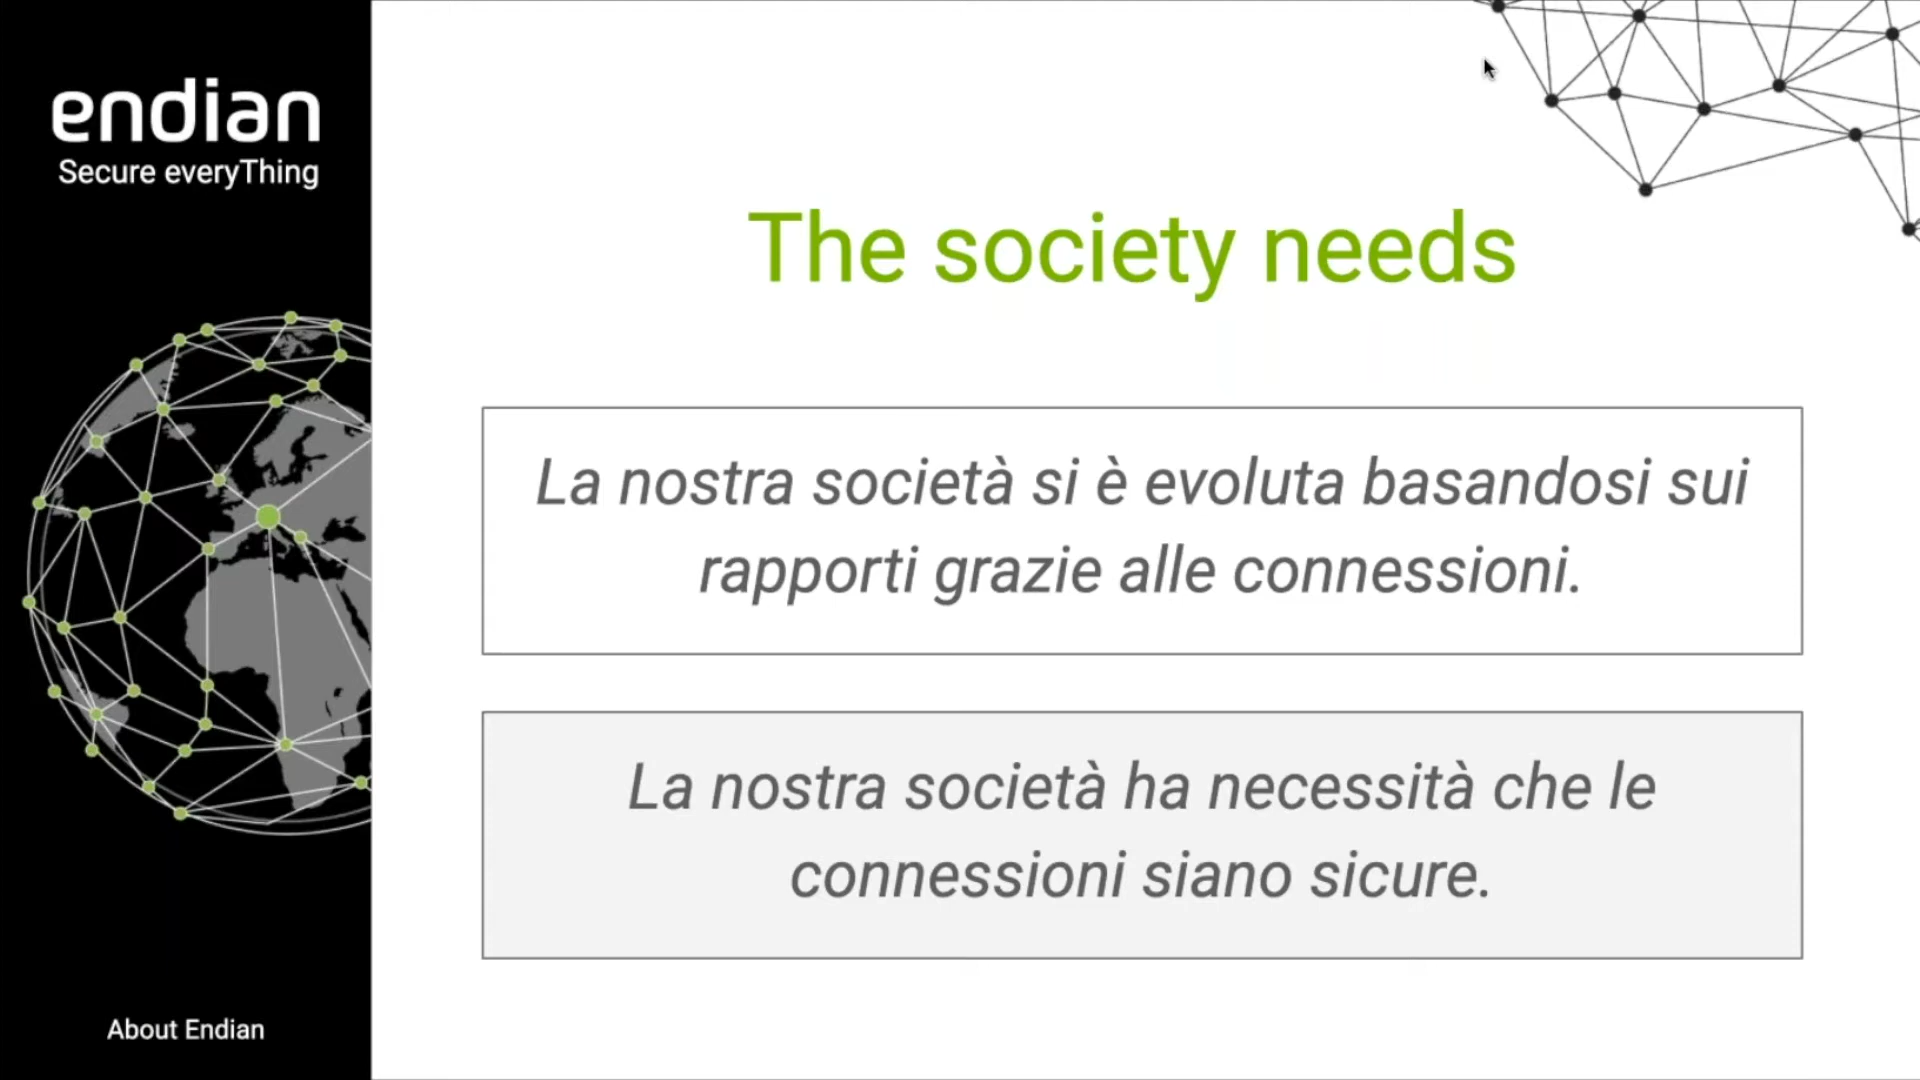 endian
Secure everyThing
The society needs
La nostra società si è evoluta basandosi sui
rapporti grazie alle connessioni.
La nostra società ha necessità che le
connessioni siano sicure.
About Endian